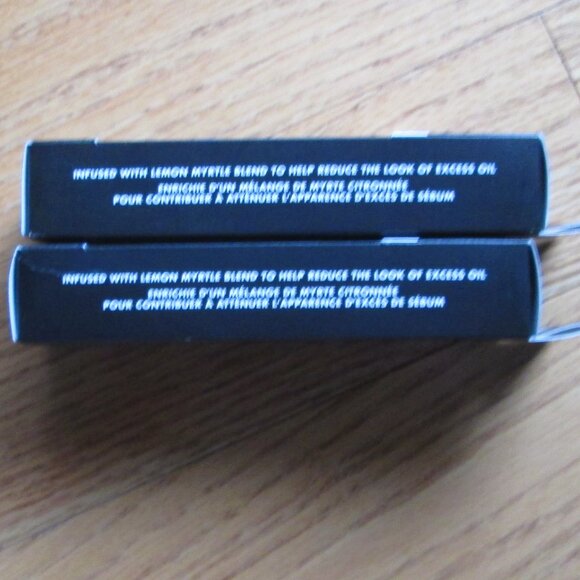 INFUSED WITH LEMON MYRTLE BLEND TO HELP REDUCE THE LOOK OF EXCESS OIL
ENRICHIE D'UN MÉLANGE DE MYRTE CITRONNÉE
POUR CONTRIBUER À ATTÉNUER L'APPARENCE D'EXCÈS DE SÉBUM
INFUSED WITH LEMON MYRTLE BLEND TO HELP REDUCE THE LOOK OF EXCESS OIL
ENRICHIE D'UN MÉLANGE DE MYRTE CITRONNÉE
POUR CONTRIBUER À ATTÉNUER L'APPARENCE D'EXCÈS DE SÉBUM